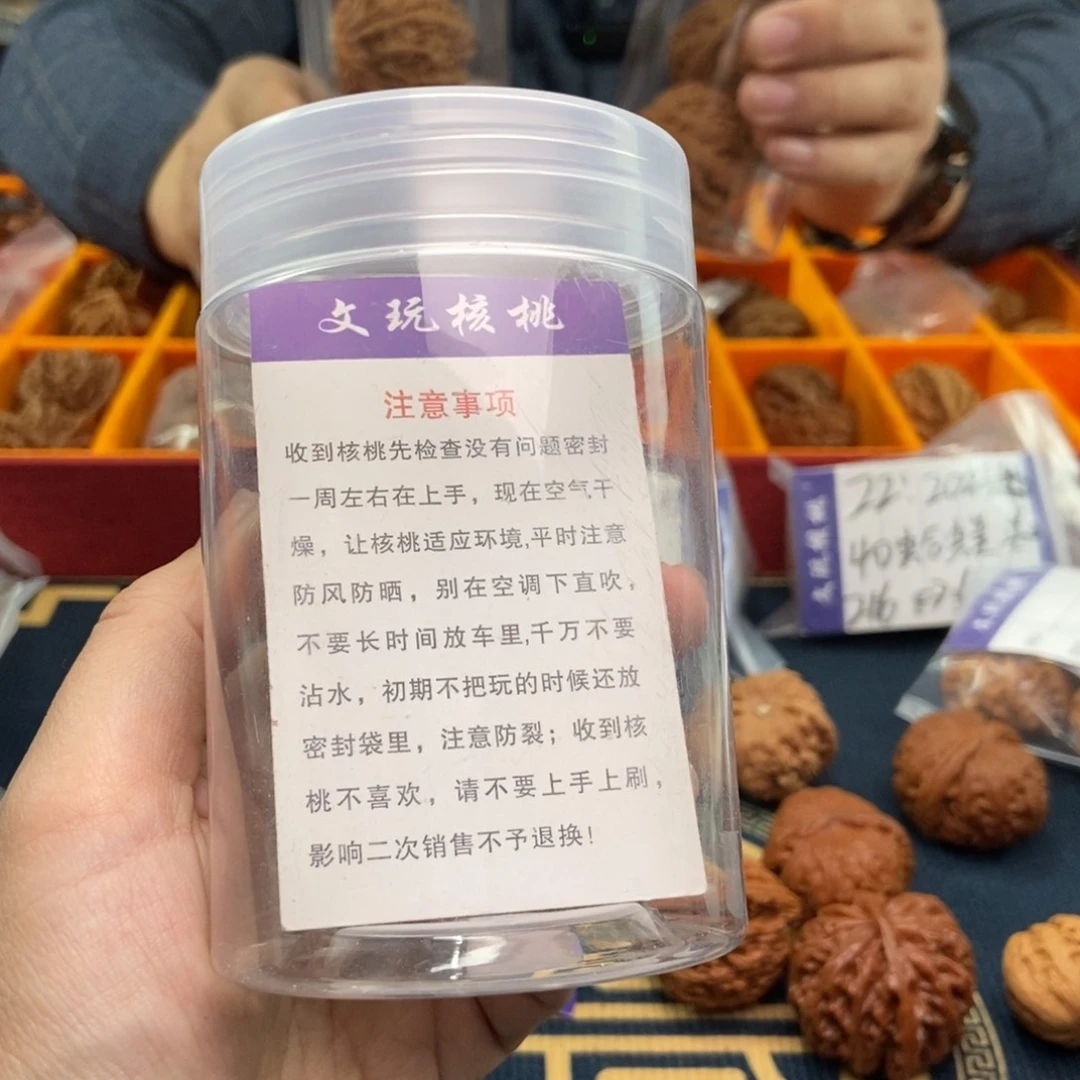 文玩核桃
注意事项
收到核桃先检查没有问题密封
一周左右在上手，现在空气干
燥，让核桃适应环境,平时注意
防风防晒，别在空调下直吹，
不要长时间放车里,千万不要
沾水，初期不把玩的时候还放
密封袋里，注意防裂；收到核
桃不喜欢，请不要上手上刷，
影响二次销售不予退换！
文玩核桃